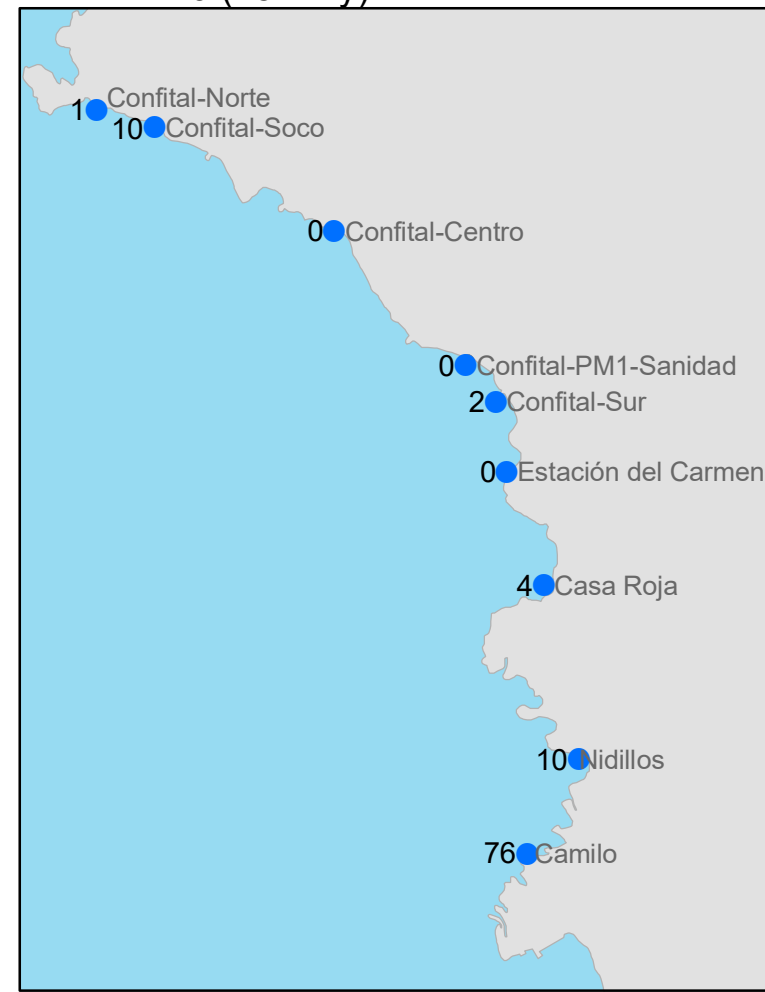 Confital-Norte
1
10 Confital-Soco
0 Confital-Centro
0 Confital-PM1-Sanidad
2 Confital-Sur
0 Estación del Carmen
4 Casa Roja
10 Nidillos
76 Camilo